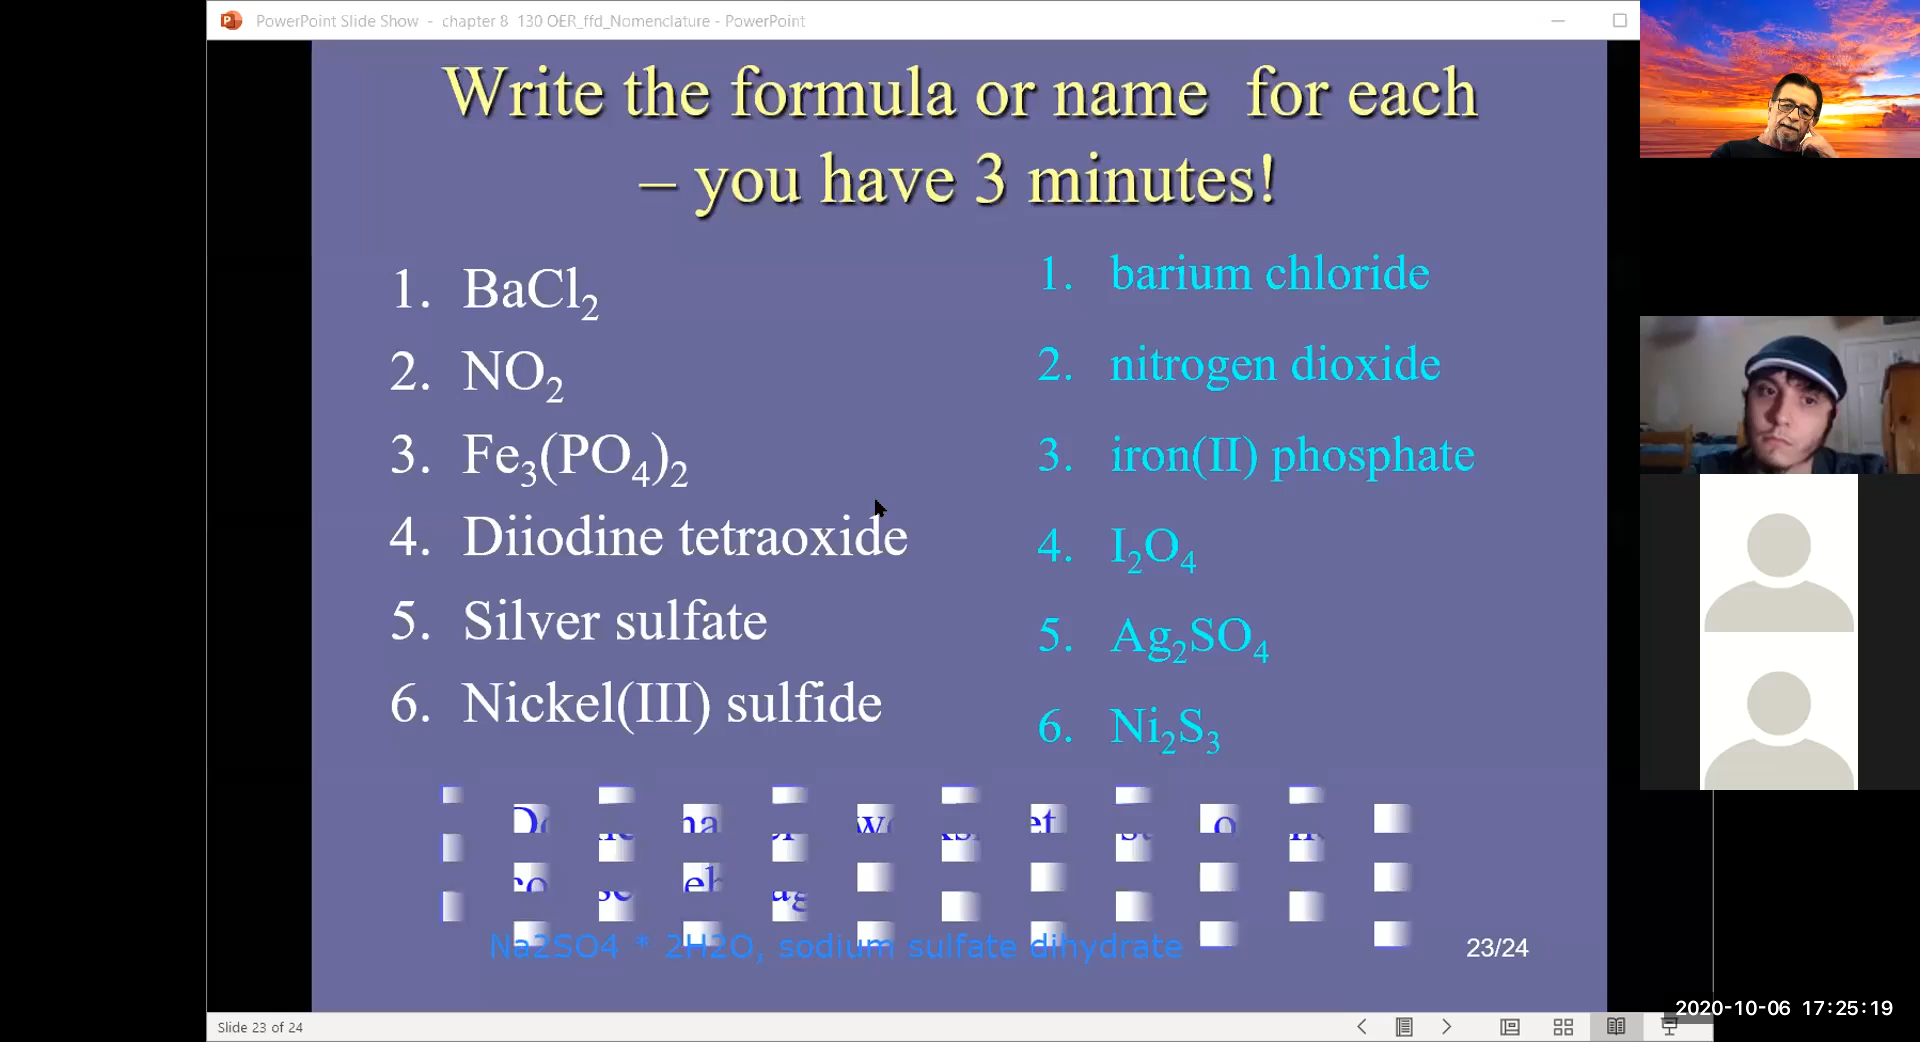 PowerPoint Slide Show - chapter 8 130 OER_ffd_Nomenclature - PowerPoint
Write the formula or name for each
– you have 3 minutes!
1. BaCl₂
2. NO₂
3. Fe₃(PO₄)₂
4. Diiodine tetraoxide
5. Silver sulfate
6. Nickel(III) sulfide
1. barium chloride
2. nitrogen dioxide
3. iron(II) phosphate
4. I₂O₄
5. Ag₂SO₄
6. Ni₂S₃
Na2SO4 * 2H2O, sodium sulfate dihydrate
23/24
2020-10-06 17:25:19
Slide 23 of 24